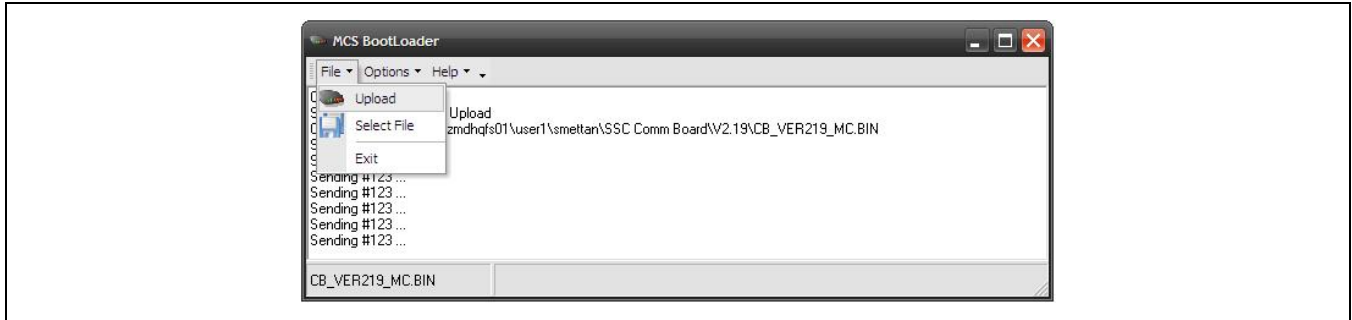 MCS BootLoader
File Options Help
Upload
Select File
Exit
Upload
zmdhqfs01\user1\smettan\SSC Comm Board\V2.19\CB_VER219_MC.BIN
Sending #123 ...
Sending #123 ...
Sending #123 ...
Sending #123 ...
Sending #123 ...
CB_VER219_MC.BIN